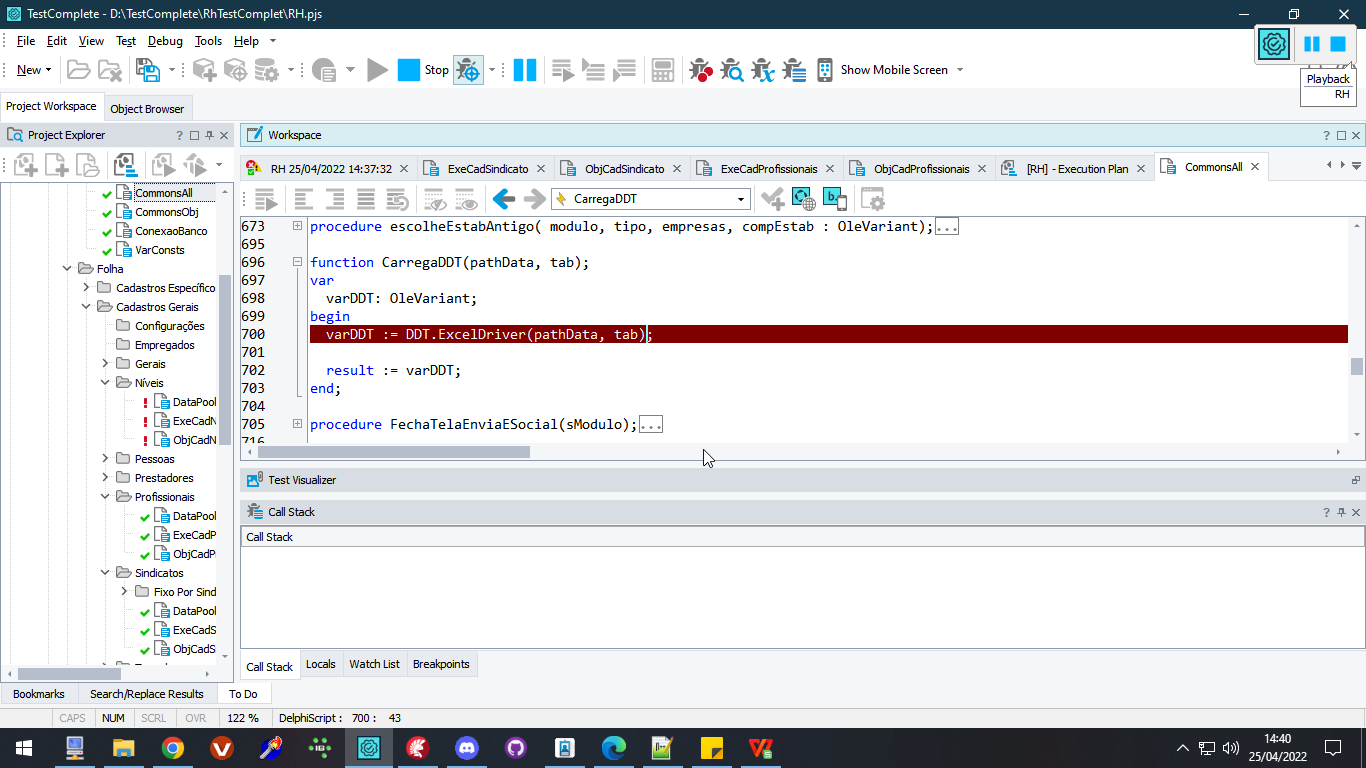 TestComplete - D:\TestComplete\RhTestComplet\RH.pjs
File Edit View Test Debug Tools Help
New Stop Show Mobile Screen
Playback
RH
Project Workspace Object Browser
Project Explorer ?
Workspace ?
RH 25/04/2022 14:37:32 ExeCadSindicato ObjCadSindicato ExeCadProfissionais ObjCadProfissionais [RH] - Execution Plan CommonsAll
CarregaDDT
CommonsAll
CommonsObj
ConexaoBanco
VarConsts
Folha
Cadastros Específico
Cadastros Gerais
Configurações
Empregados
Gerais
Níveis
DataPool
ExeCadN
ObjCadN
Pessoas
Prestadores
Profissionais
DataPool
ExeCadP
ObjCadP
Sindicatos
Fixo Por Sind
DataPool
ExeCadS
ObjCadS
673 procedure escolheEstabAntigo( modulo, tipo, empresas, compEstab : OleVariant);...
695
696 function CarregaDDT(pathData, tab);
697 var
698 varDDT: OleVariant;
699 begin
700 varDDT := DDT.ExcelDriver(pathData, tab);
701
702 result := varDDT;
703 end;
704
705 procedure FechaTelaEnviaESocial(sModulo);...
716
Test Visualizer
Call Stack ?
Call Stack
Call Stack Locals Watch List Breakpoints
Bookmarks Search/Replace Results To Do
CAPS NUM SCRL OVR 122 % DelphiScript : 700 : 43
14:40
25/04/2022